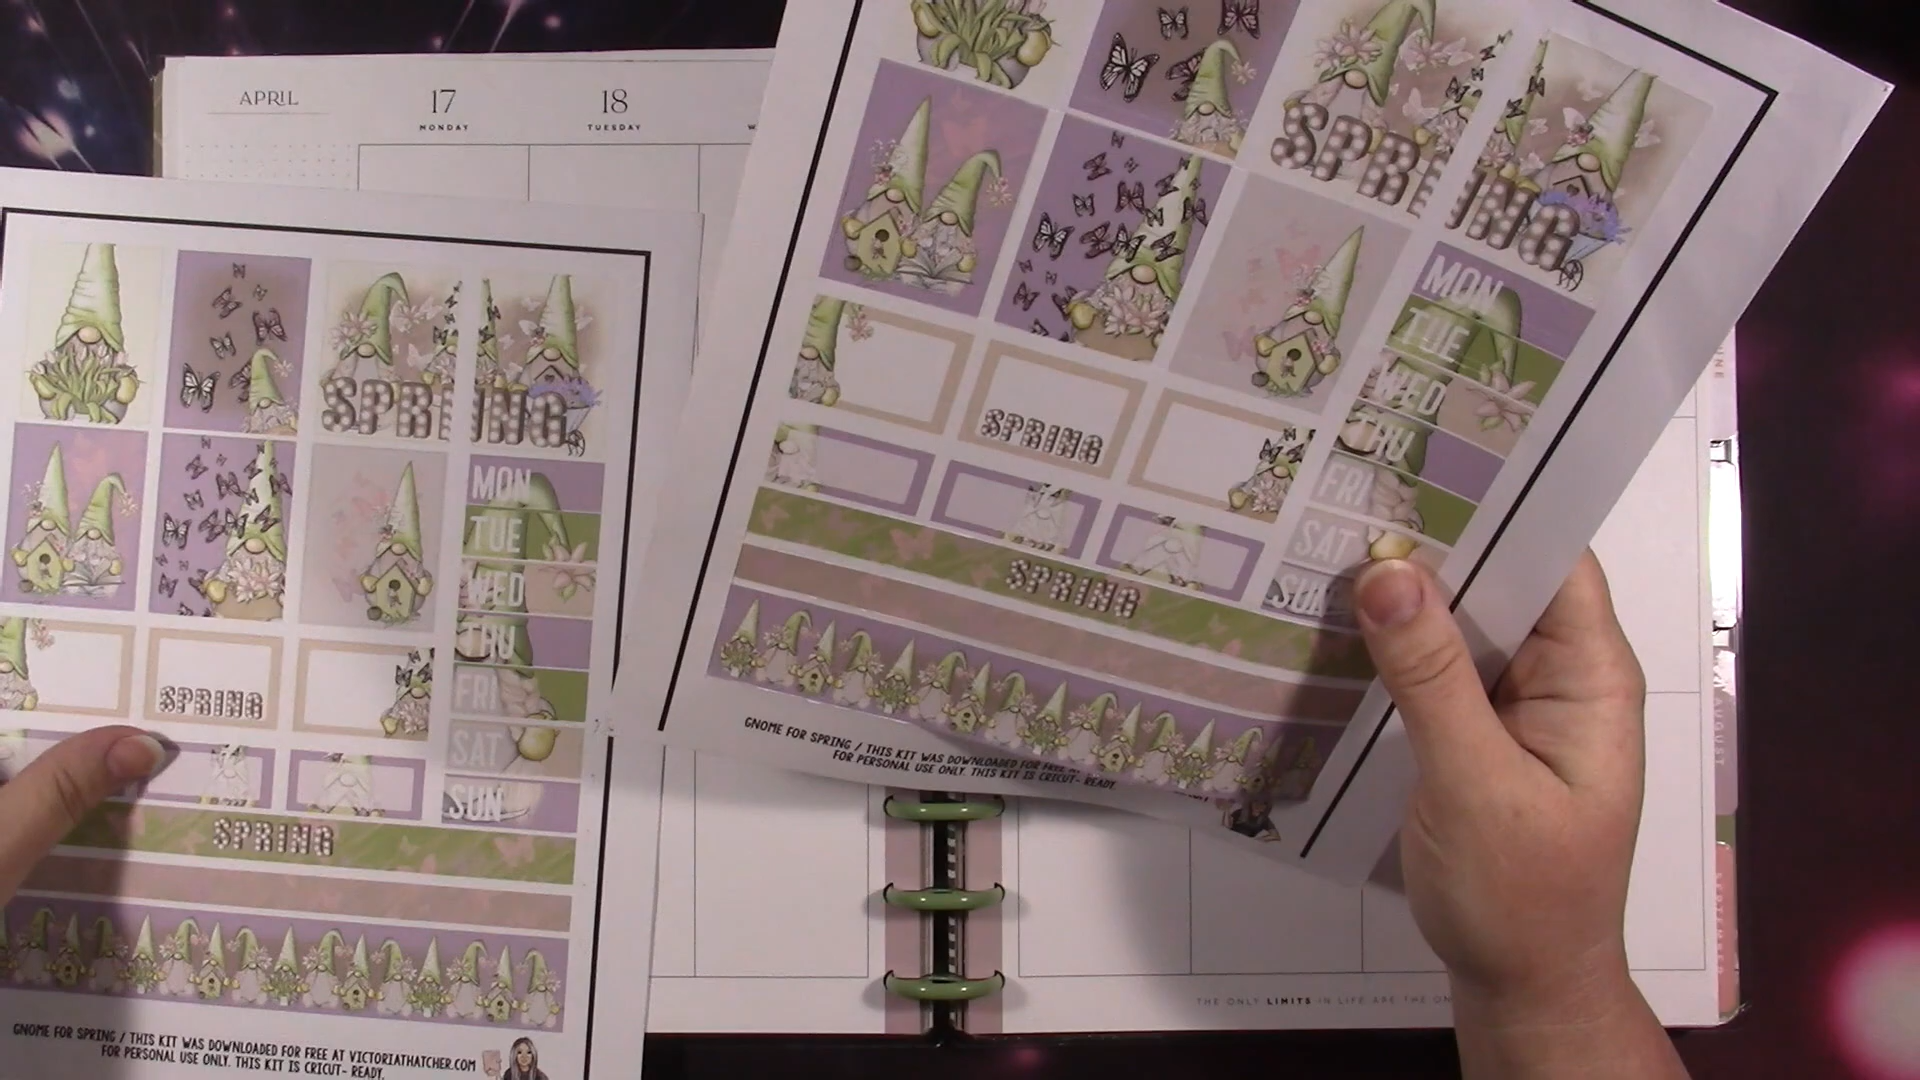 APRIL
17
MONDAY
18
TUESDAY
SPRING
MON
TUE
WED
THU
FRI
SAT
SUN
SPRING
SPRING
GNOME FOR SPRING / THIS KIT WAS DOWNLOADED FOR FREE AT VICTORIATHATCHER.COM
FOR PERSONAL USE ONLY. THIS KIT IS CRICUT- READY.
SPRING
MON
TUE
WED
THU
FRI
SAT
SUN
SPRING
SPRING
GNOME FOR SPRING / THIS KIT WAS DOWNLOADED FOR FREE
FOR PERSONAL USE ONLY. THIS KIT IS CRICUT- READY.
AUGUST
SEPTEMBER
THE ONLY LIMITS IN LIFE ARE THE